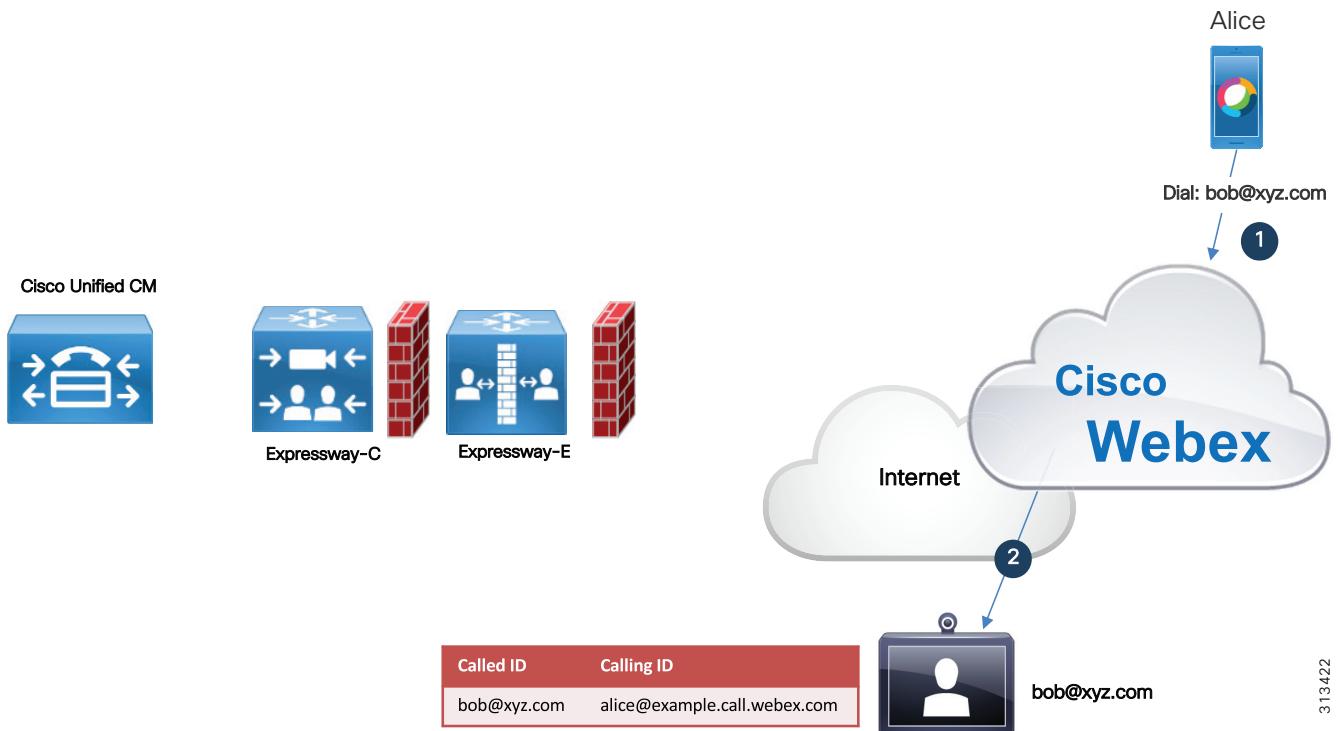 Alice
Dial: bob@xyz.com
1
Cisco Unified CM
Expressway-C
Expressway-E
Cisco
Webex
Internet
2
Called ID Calling ID
bob@xyz.com alice@example.call.webex.com
bob@xyz.com
313422